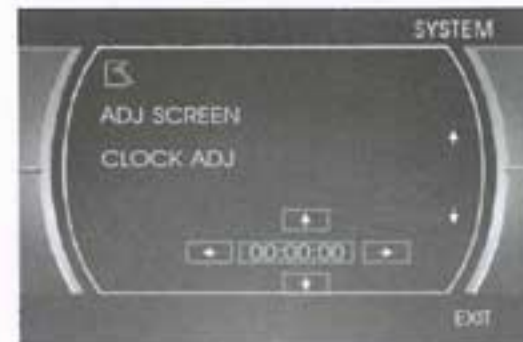 SYSTEM
ADJ SCREEN
CLOCK ADJ
00:00:00
EXIT